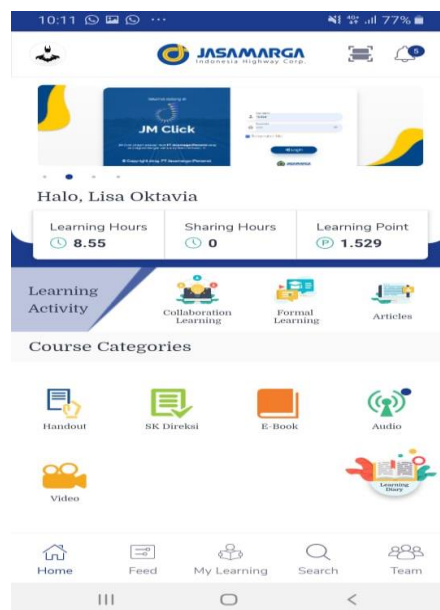 10:11
77%
JASAMARGA
Indonesia Highway Corp.
5
JM Click
Login
Halo, Lisa Oktavia
Learning Hours
8.55
Sharing Hours
0
Learning Point
P 1.529
Learning Activity
Collaboration Learning
Formal Learning
Articles
Course Categories
Handout
SK Direksi
E-Book
Audio
Video
Learning Diary
Home
Feed
My Learning
Search
Team